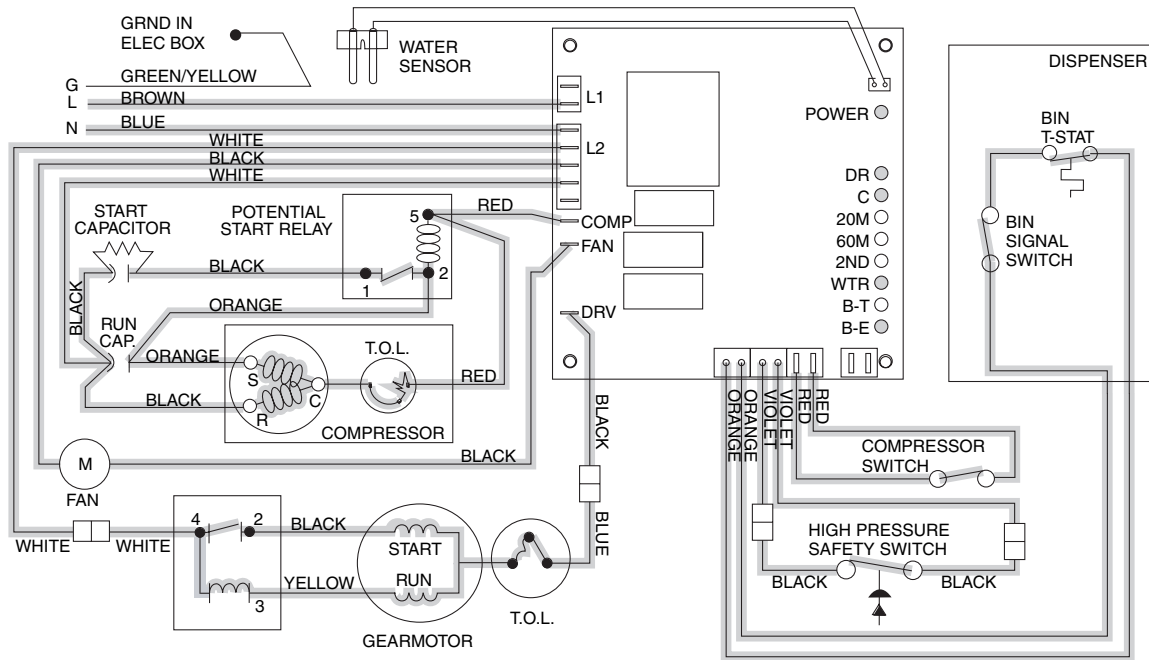 GRND IN
ELEC BOX
WATER
SENSOR
DISPENSER
G GREEN/YELLOW
L BROWN
N BLUE
WHITE
BLACK
WHITE
L1
L2
POWER
BIN
T-STAT
DR
C
20M
60M
2ND
WTR
B-T
B-E
START
CAPACITOR
POTENTIAL
START RELAY
5
RED
COMP
FAN
BIN
SIGNAL
SWITCH
BLACK
1
2
ORANGE
BLACK
DRV
RUN
CAP.
ORANGE
S
T.O.L.
C
RED
BLACK
R
COMPRESSOR
BLACK
ORANGE
ORANGE
VIOLET
VIOLET
RED
RED
COMPRESSOR
SWITCH
M
FAN
BLACK
4
2
BLACK
START
HIGH PRESSURE
SAFETY SWITCH
WHITE
WHITE
BLUE
YELLOW
RUN
3
BLACK
BLACK
T.O.L.
GEARMOTOR